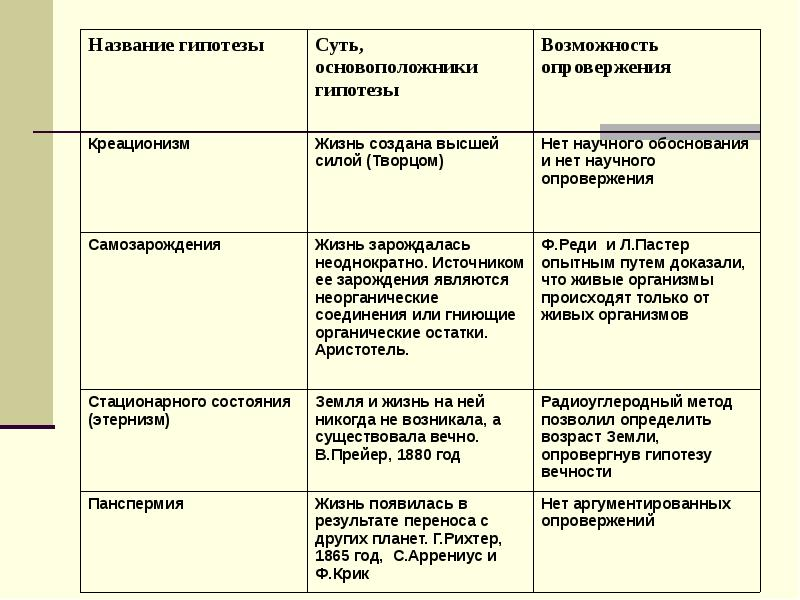 Название гипотезы
Суть,
основоположники
гипотезы
Возможность
опровержения
Креационизм
Жизнь создана высшей
силой (Творцом)
Нет научного обоснования
и нет научного
опровержения
Самозарождения
Жизнь зарождалась
неоднократно. Источником
ее зарождения являются
неорганические
соединения или гниющие
органические остатки.
Аристотель.
Ф.Реди и Л.Пастер
опытным путем доказали,
что живые организмы
происходят только от
живых организмов
Стационарного состояния
(этернизм)
Земля и жизнь на ней
никогда не возникала, а
существовала вечно.
В.Прейер, 1880 год
Радиоуглеродный метод
позволил определить
возраст Земли,
опровергнув гипотезу
вечности
Панспермия
Жизнь появилась в
результате переноса с
других планет. Г.Рихтер,
1865 год, С.Аррениус и
Ф.Крик
Нет аргументированных
опровержений